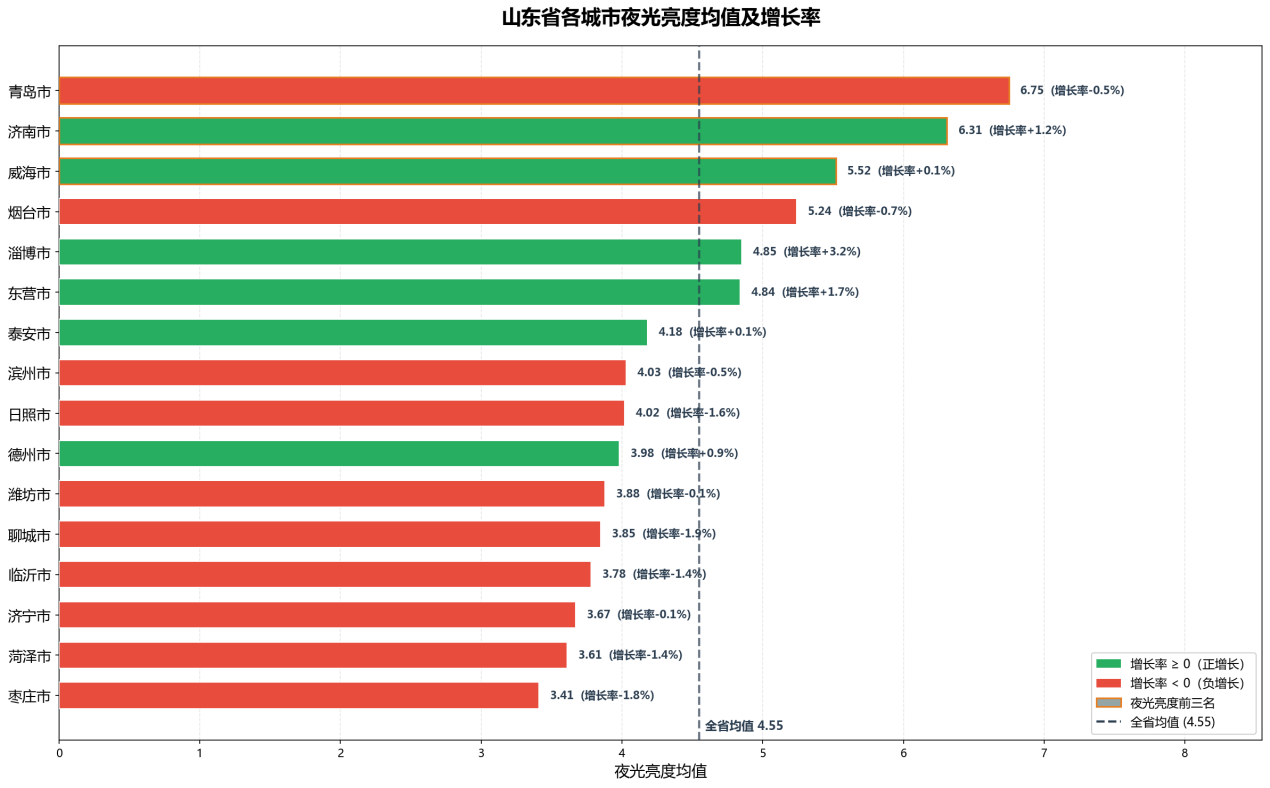 山东省各城市夜光亮度均值及增长率
青岛市 6.75 (增长率-0.5%)
济南市 6.31 (增长率+1.2%)
威海市 5.52 (增长率+0.1%)
烟台市 5.24 (增长率-0.7%)
淄博市 4.85 (增长率+3.2%)
东营市 4.84 (增长率+1.7%)
泰安市 4.18 (增长率+0.1%)
滨州市 4.03 (增长率-0.5%)
日照市 4.02 (增长率-1.6%)
德州市 3.98 (增长率+0.9%)
潍坊市 3.88 (增长率-0.1%)
聊城市 3.85 (增长率-1.9%)
临沂市 3.78 (增长率-1.4%)
济宁市 3.67 (增长率-0.1%)
菏泽市 3.61 (增长率-1.4%)
枣庄市 3.41 (增长率-1.8%)
全省均值 4.55
增长率 ≥ 0（正增长）
增长率 < 0（负增长）
夜光亮度前三名
全省均值 (4.55)
0 1 2 3 4 5 6 7 8
夜光亮度均值